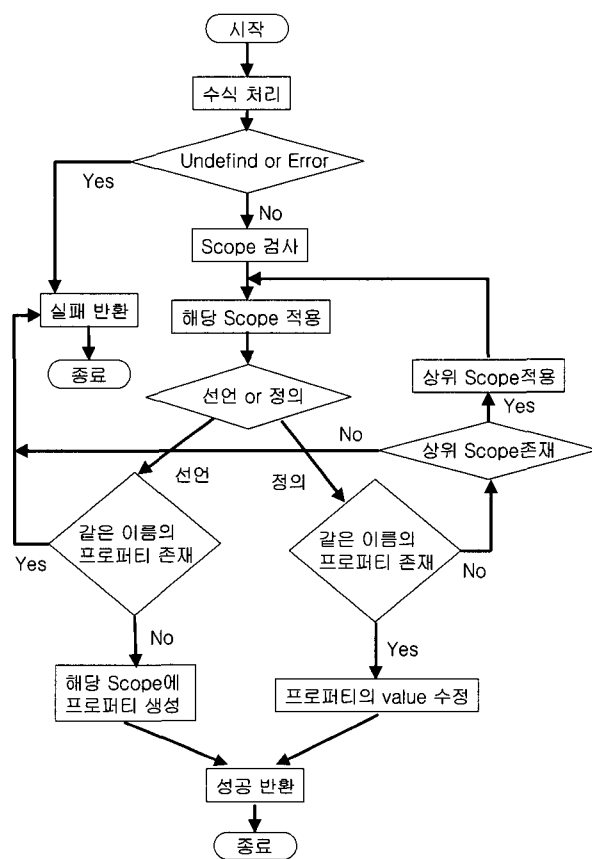 시작
수식 처리
Undefind or Error
Yes
No
Scope 검사
실패 반환
해당 Scope 적용
종료
상위 Scope적용
선언 or 정의
Yes
No
상위 Scope존재
선언
정의
같은 이름의
프로퍼티 존재
같은 이름의
프로퍼티 존재
Yes
No
No
Yes
해당 Scope에
프로퍼티 생성
프로퍼티의 value 수정
성공 반환
종료